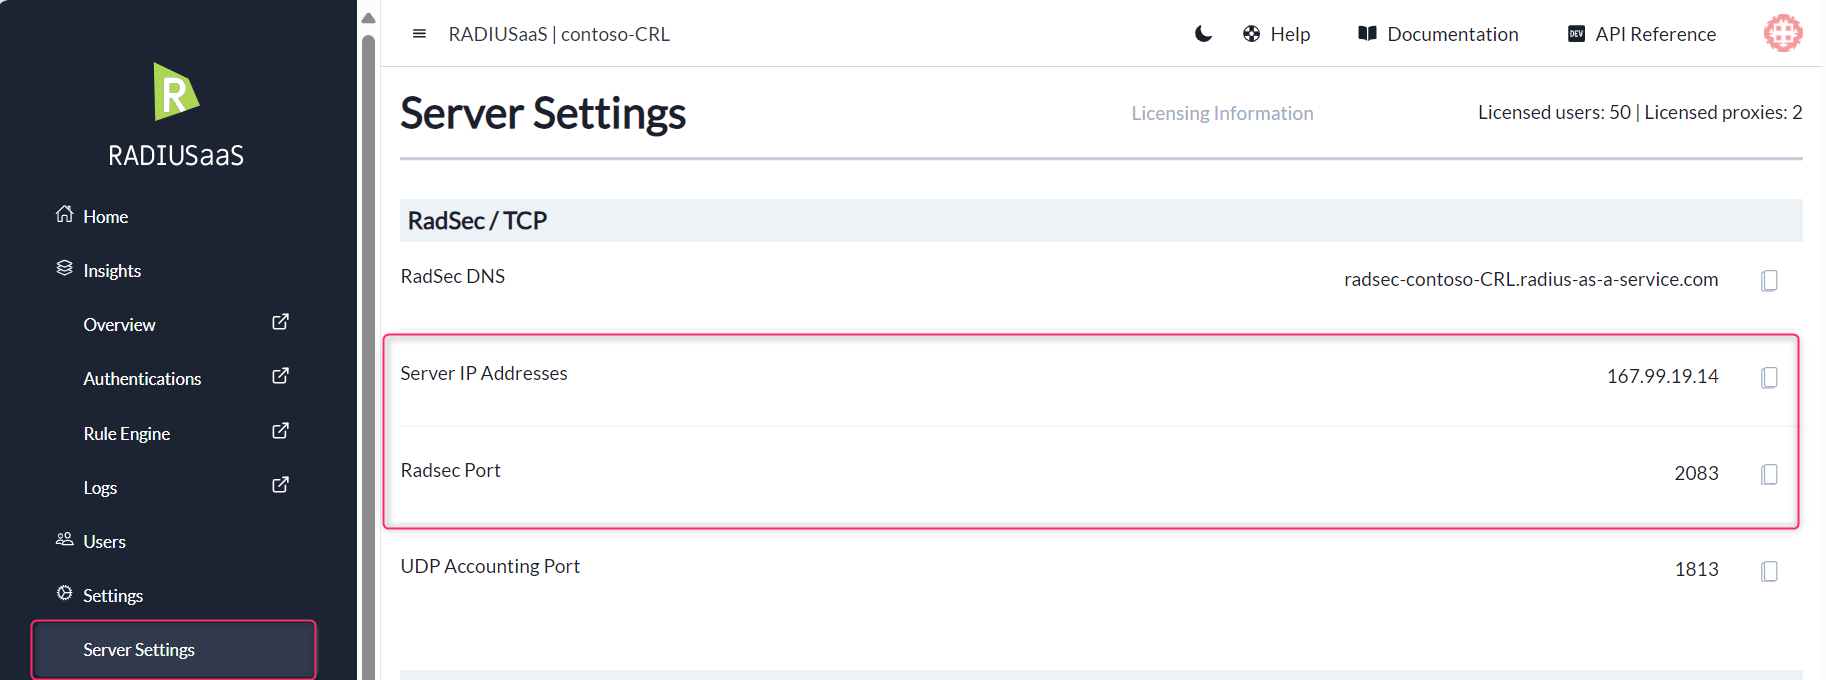 RADIUSaaS | contoso-CRL
Help
Documentation
DEV
API Reference
R
RADIUSaaS
Home
Insights
Overview
Authentications
Rule Engine
Logs
Users
Settings
Server Settings
Server Settings
Licensing Information
Licensed users: 50 | Licensed proxies: 2
RadSec / TCP
RadSec DNS
radsec-contoso-CRL.radius-as-a-service.com
Server IP Addresses
167.99.19.14
Radsec Port
2083
UDP Accounting Port
1813